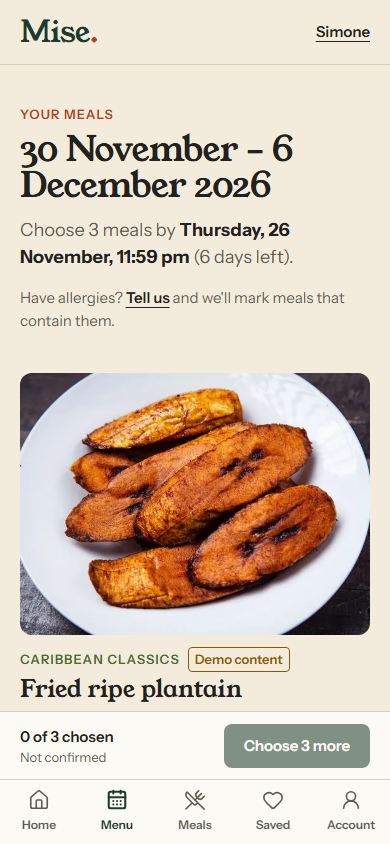 Mise.
Simone
YOUR MEALS
30 November – 6
December 2026
Choose 3 meals by Thursday, 26
November, 11:59 pm (6 days left).
Have allergies? Tell us and we'll mark meals that
contain them.
CARIBBEAN CLASSICS
Demo content
Fried ripe plantain
0 of 3 chosen
Not confirmed
Choose 3 more
Home
Menu
Meals
Saved
Account